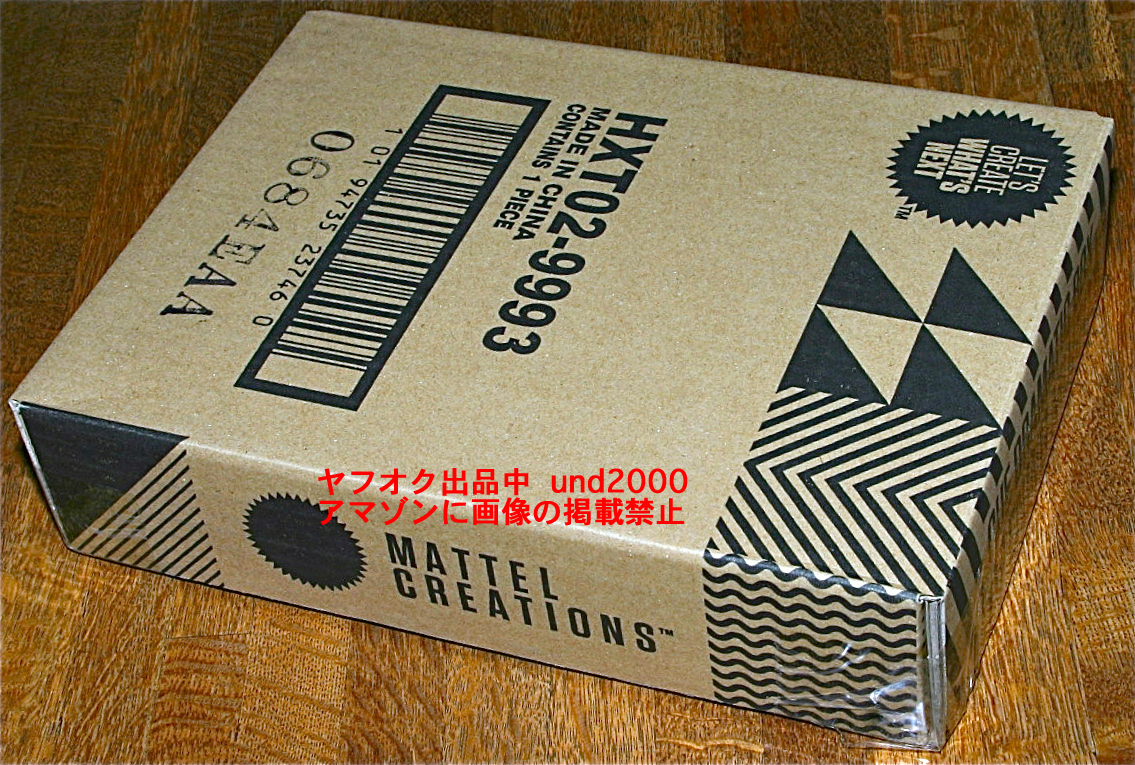 LET'S
CREATE
WHAT'S
NEXT
TM
HXT02-9993
MADE IN CHINA
CONTAINS 1 PIECE
1 01 94735 23746 0
0684EAA
ヤフオク出品中 und2000
アマゾンに画像の掲載禁止
MATTEL
CREATIONS™